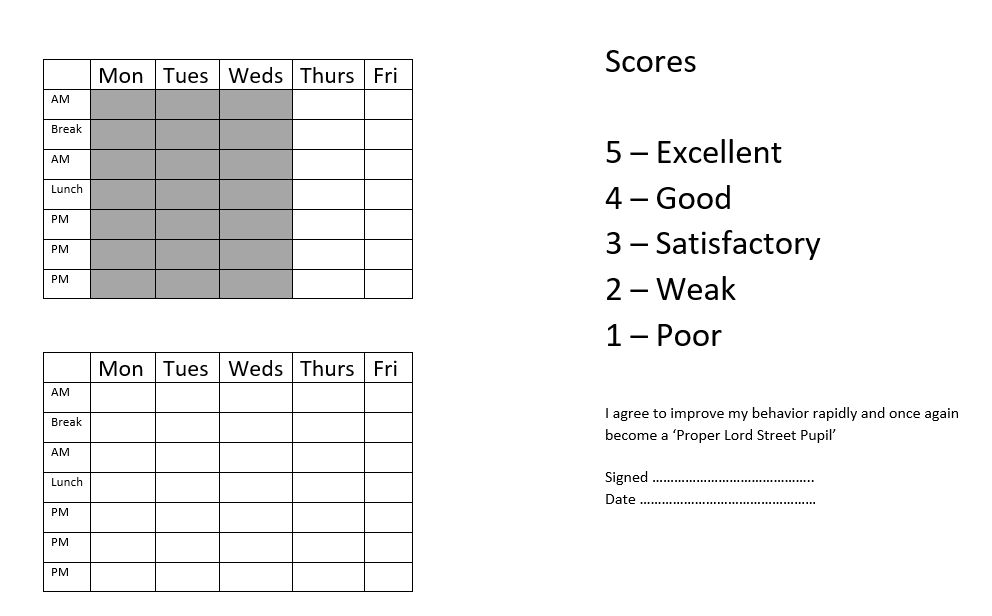 Mon Tues Weds Thurs Fri
AM
Break
AM
Lunch
PM
PM
PM
Mon Tues Weds Thurs Fri
AM
Break
AM
Lunch
PM
PM
PM
Scores
5 – Excellent
4 – Good
3 – Satisfactory
2 – Weak
1 – Poor
I agree to improve my behavior rapidly and once again
become a ‘Proper Lord Street Pupil’
Signed ……………………………………..
Date …………………………………………